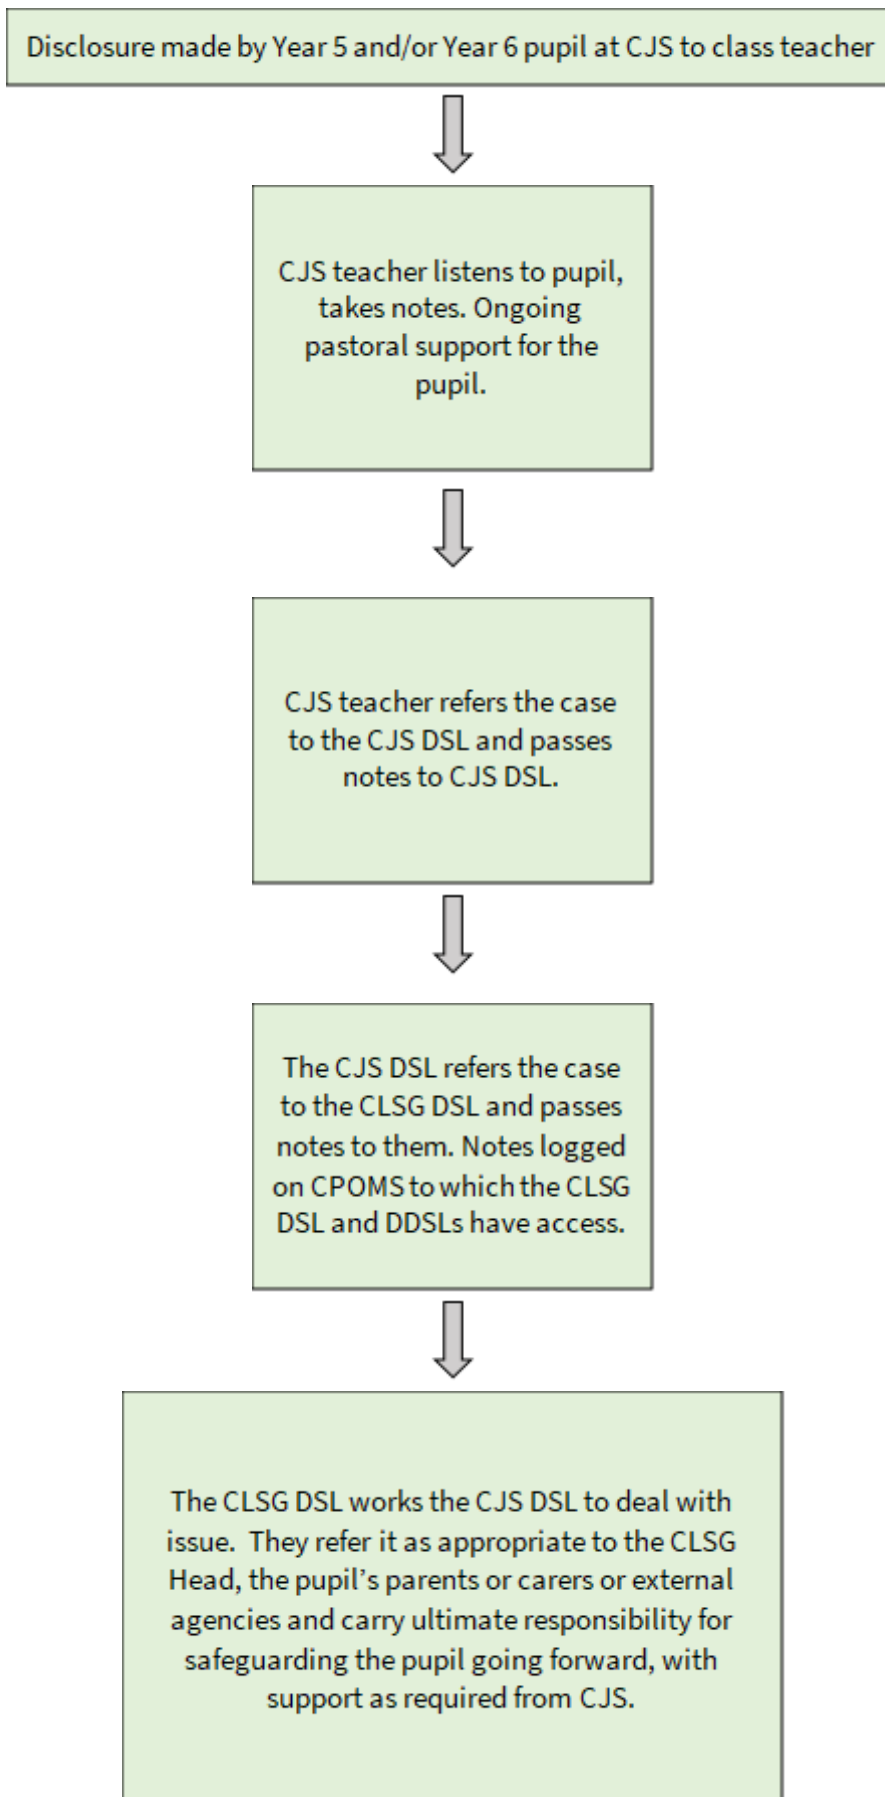 Disclosure made by Year 5 and/or Year 6 pupil at CJS to class teacher
CJS teacher listens to pupil,
takes notes. Ongoing
pastoral support for the
pupil.
CJS teacher refers the case
to the CJS DSL and passes
notes to CJS DSL.
The CJS DSL refers the case
to the CLSG DSL and passes
notes to them. Notes logged
on CPOMS to which the CLSG
DSL and DDSLs have access.
The CLSG DSL works the CJS DSL to deal with
issue.  They refer it as appropriate to the CLSG
Head, the pupil’s parents or carers or external
agencies and carry ultimate responsibility for
safeguarding the pupil going forward, with
support as required from CJS.